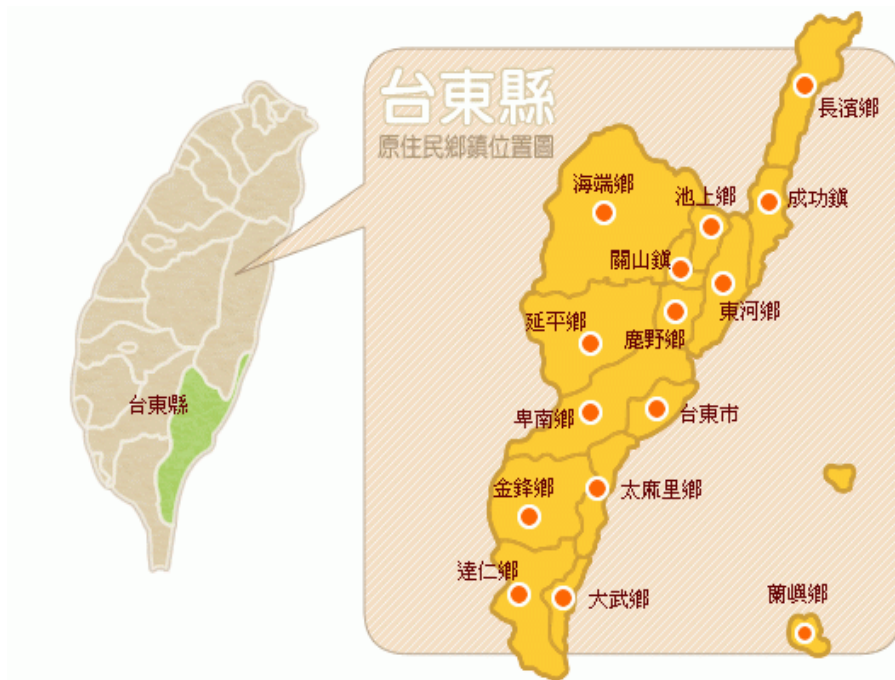 台東縣
原住民鄉鎮位置圖
長濱鄉
海端鄉
池上鄉
成功鎮
關山鎮
延平鄉
鹿野鄉
東河鄉
台東縣
卑南鄉
台東市
金鋒鄉
太麻里鄉
達仁鄉
大武鄉
蘭嶼鄉